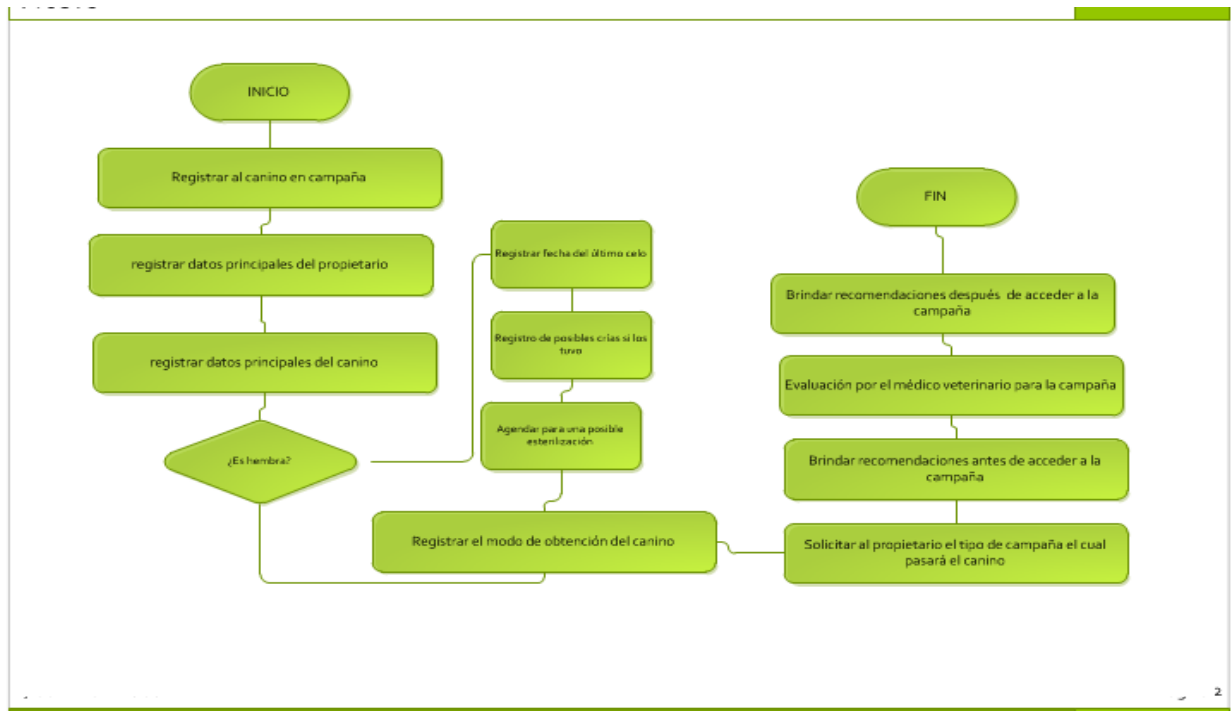 INICIO
Registrar al canino en campaña
registrar datos principales del propietario
registrar datos principales del canino
¿Es hembra?
Registrar fecha del último celo
Registro de posibles crías si los
tuvo
Agendar para una posible
esterilización
Registrar el modo de obtención del canino
Solicitar al propietario el tipo de campaña el cual
pasará el canino
Brindar recomendaciones antes de acceder a la
campaña
Evaluación por el médico veterinario para la campaña
Brindar recomendaciones después de acceder a la
campaña
FIN
2